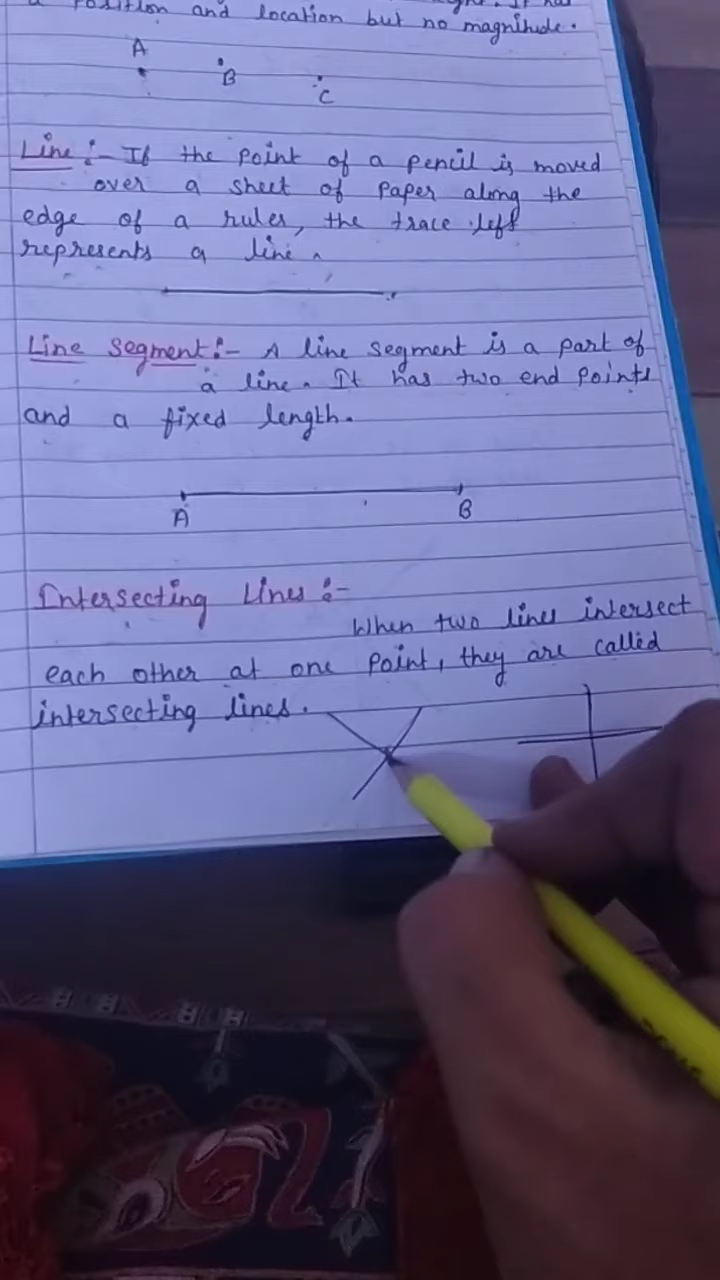 Position and location but no magnitude.
A
B
C
Line :- If the point of a pencil is moved
over a sheet of paper along the
edge of a rules, the trace left
represents a line.
Line Segment :- A line segment is a part of
a line. It has two end points
and a fixed length.
A B
Intersecting Lines :-
When two lines intersect
each other at one point, they are called
intersecting lines.